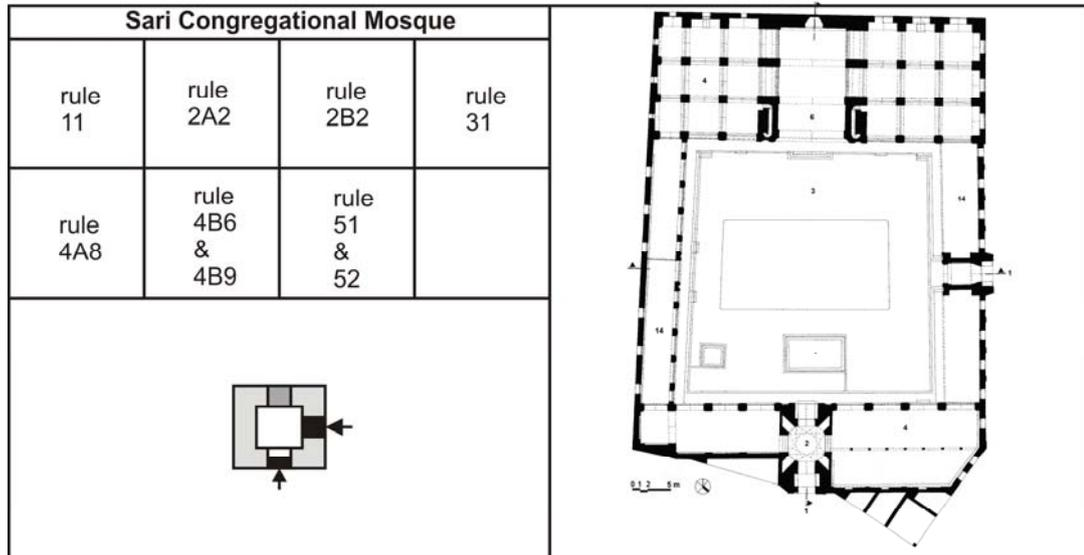 Sari Congregational Mosque
rule
11
rule
2A2
rule
2B2
rule
31
rule
4A8
rule
4B6
&
4B9
rule
51
&
52
4
6
3
14
1
14
4
2
0 1 2 5 m
1